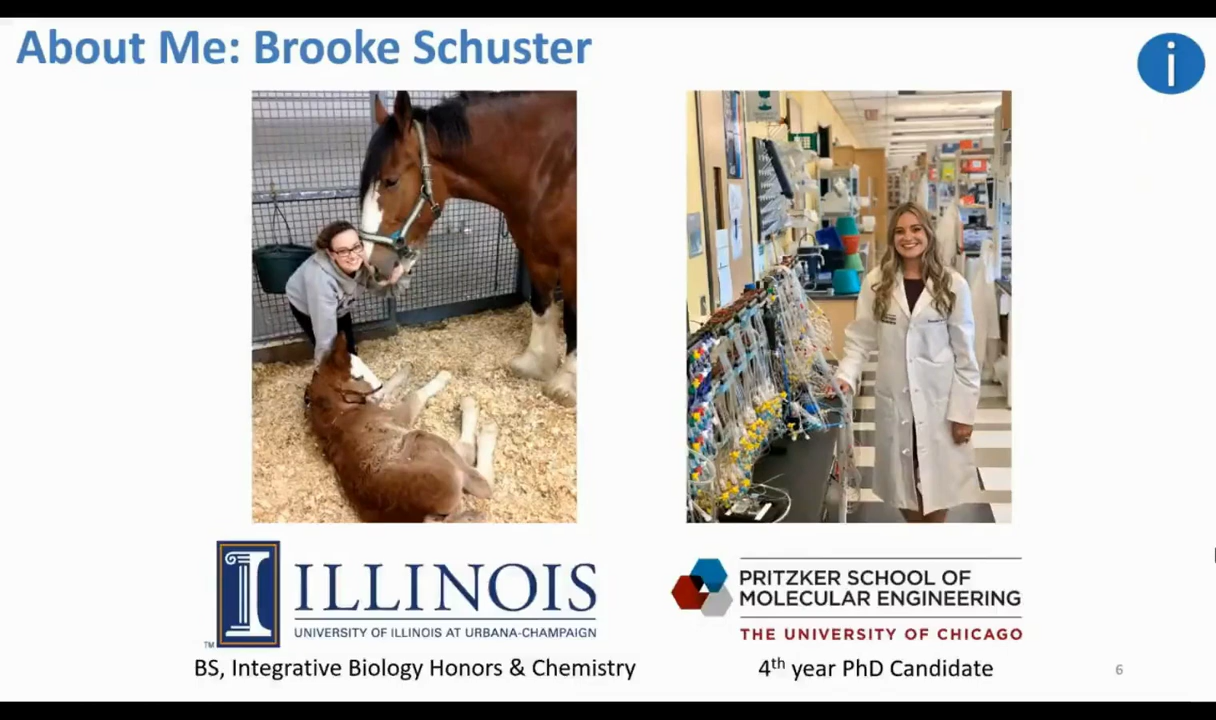 About Me: Brooke Schuster
i
ILLINOIS
TM
UNIVERSITY OF ILLINOIS AT URBANA-CHAMPAIGN
BS, Integrative Biology Honors & Chemistry
PRITZKER SCHOOL OF
MOLECULAR ENGINEERING
THE UNIVERSITY OF CHICAGO
4th year PhD Candidate
6